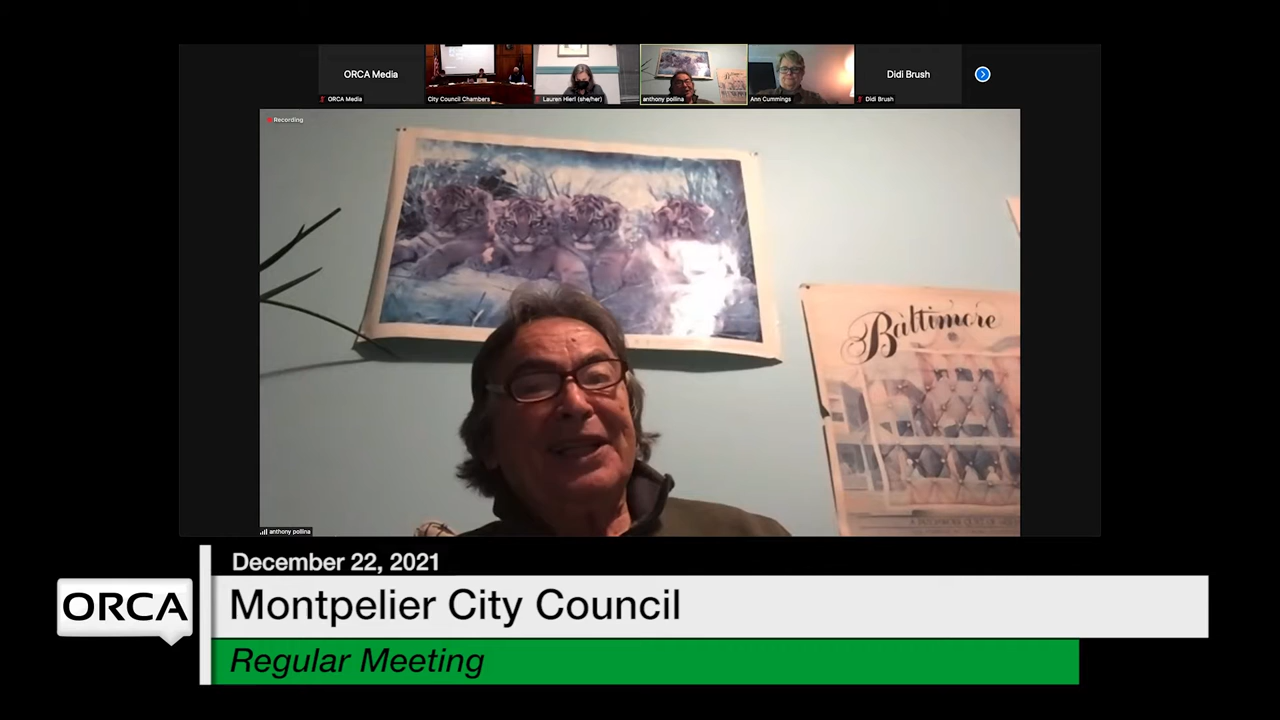 ORCA Media
Didi Brush
ORCA Media
City Council Chambers
Lauren Hierl (she/her)
anthony pollina
Ann Cummings
Didi Brush
Recording
Baltimore
anthony pollina
December 22, 2021
ORCA
Montpelier City Council
Regular Meeting